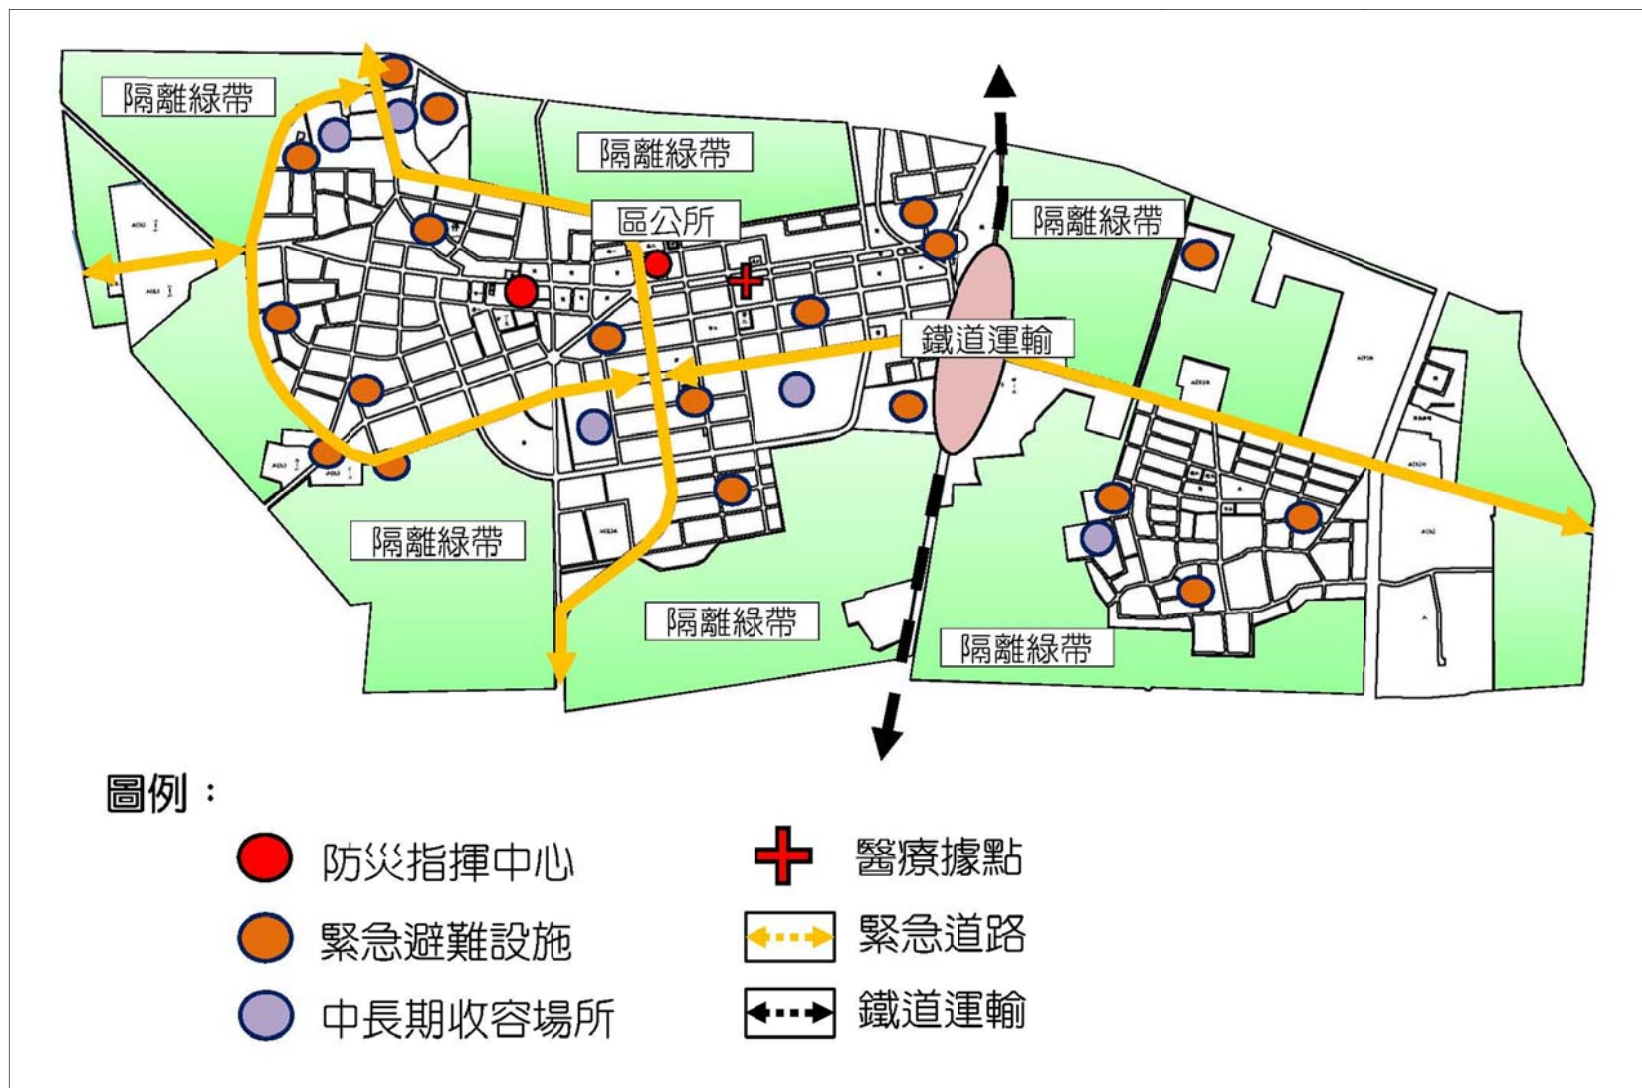 隔離綠帶
隔離綠帶
區公所
隔離綠帶
鐵道運輸
隔離綠帶
隔離綠帶
隔離綠帶
圖例：
防災指揮中心
醫療據點
緊急避難設施
緊急道路
中長期收容場所
鐵道運輸